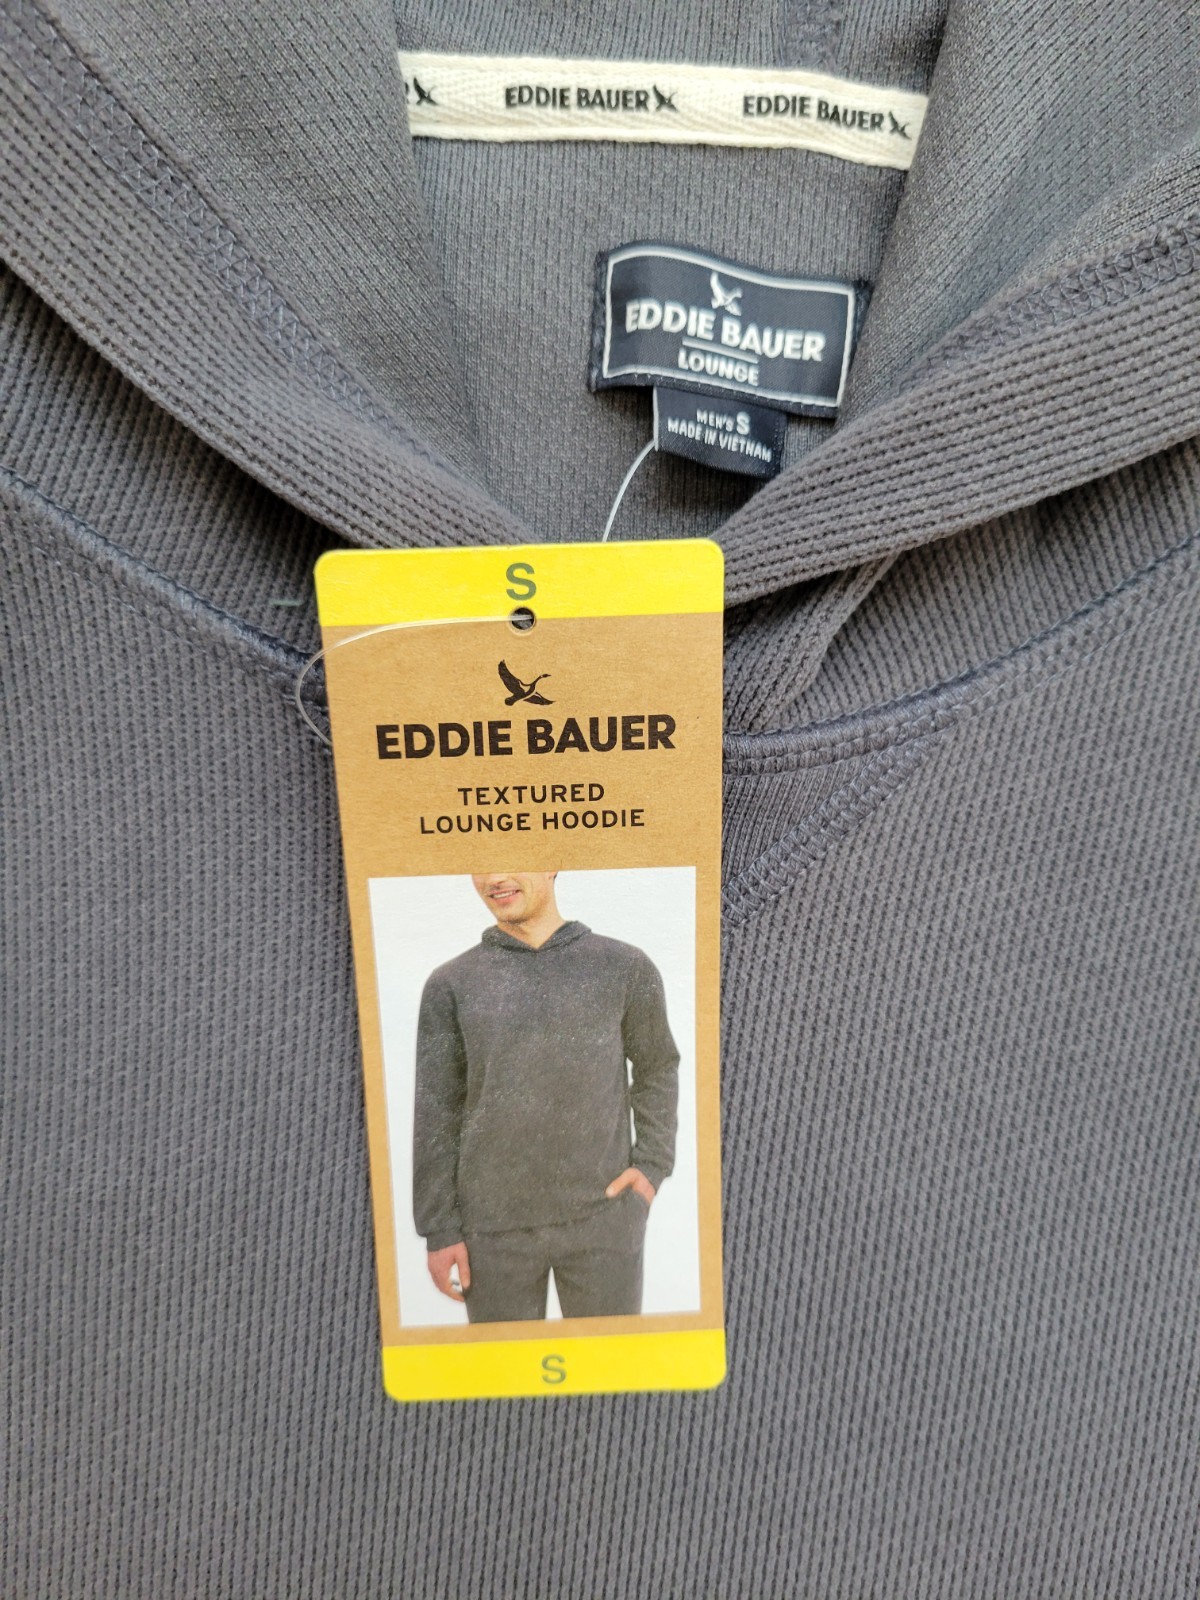 EDDIE BAUER EDDIE BAUER
EDDIE BAUER
LOUNGE
MEN'S S
MADE IN VIETNAM
S
EDDIE BAUER
TEXTURED
LOUNGE HOODIE
S